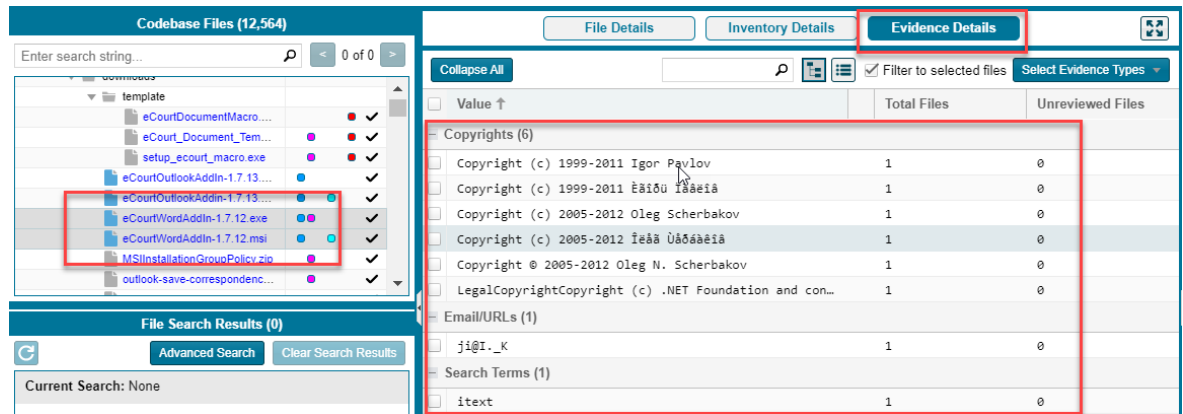 Codebase Files (12,564)
Enter search string...
< 0 of 0 >
downloads
template
eCourtDocumentMacro....
eCourt_Document_Tem...
setup_ecourt_macro.exe
eCourtOutlookAddIn-1.7.13....
eCourtOutlookAddin-1.7.13....
eCourtWordAddIn-1.7.12.exe
eCourtWordAddIn-1.7.12.msi
MSIInstallationGroupPolicy.zip
outlook-save-correspondenc...
File Search Results (0)
Advanced Search Clear Search Results
Current Search: None
File Details Inventory Details Evidence Details
Collapse All Filter to selected files Select Evidence Types
Value ↑ Total Files Unreviewed Files
Copyrights (6)
Copyright (c) 1999-2011 Igor Pavlov 1 0
Copyright (c) 1999-2011 Èãîðü Ïàâëîâ 1 0
Copyright (c) 2005-2012 Oleg Scherbakov 1 0
Copyright (c) 2005-2012 Îëåã Ùåðáàêîâ 1 0
Copyright © 2005-2012 Oleg N. Scherbakov 1 0
LegalCopyrightCopyright (c) .NET Foundation and con… 1 0
Email/URLs (1)
ji@I._K 1 0
Search Terms (1)
itext 1 0